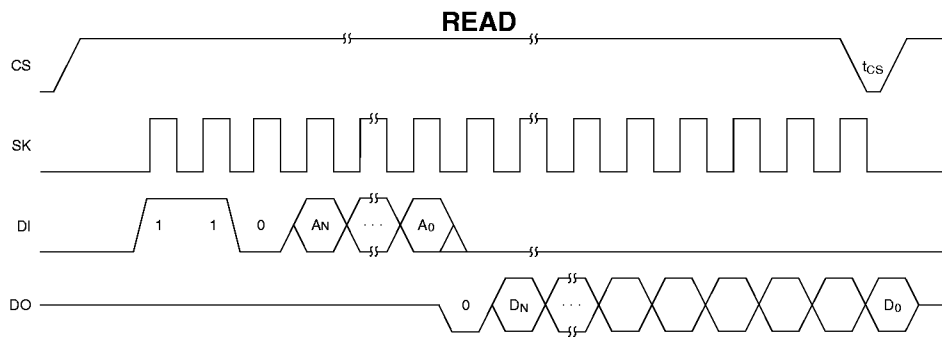 READ
CS tCS
SK
DI 1 1 0 AN · · · A0
DO 0 DN · · · D0